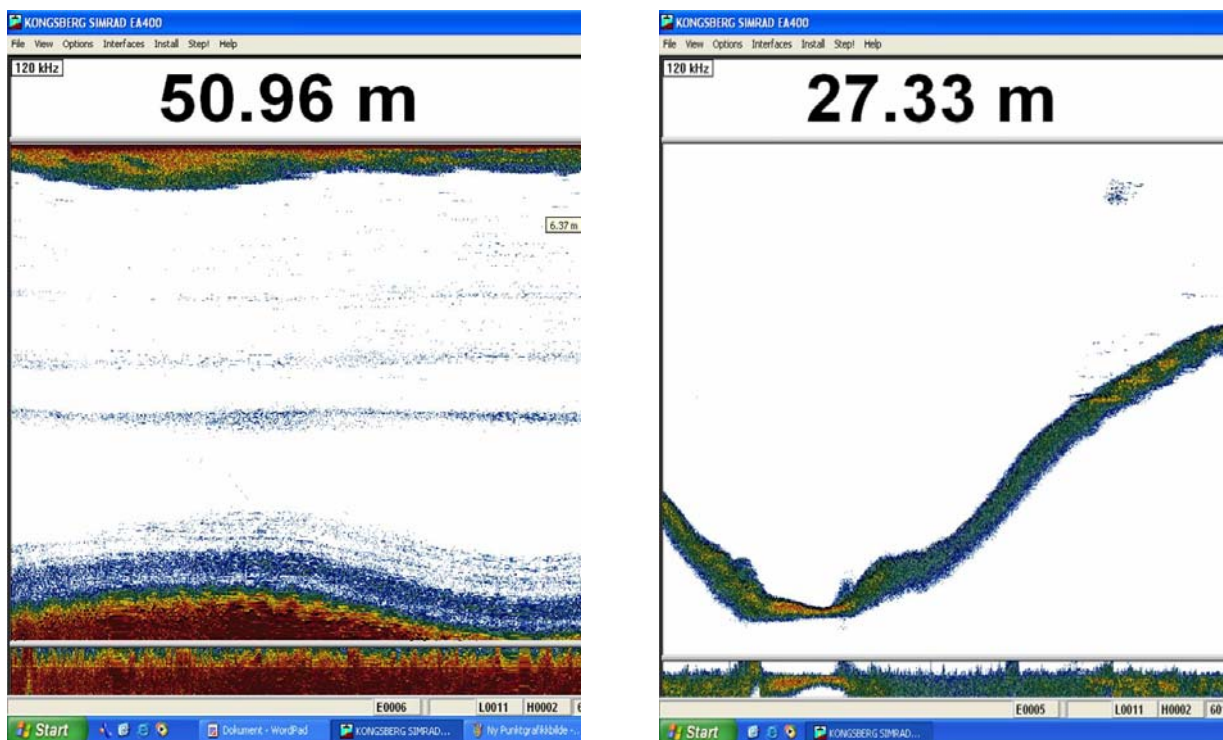 KONGSBERG SIMRAD EA400
File View Options Interfaces Install Step! Help
120 kHz
50.96 m
6.37 m
E0006 L0011 H0002 6
Start Dokument - WordPad KONGSBERG SIMRAD... Ny Punktgrafikkbilde -...
KONGSBERG SIMRAD EA400
File View Options Interfaces Install Step! Help
120 kHz
27.33 m
E0005 L0011 H0002 60
Start KONGSBERG SIMRAD...